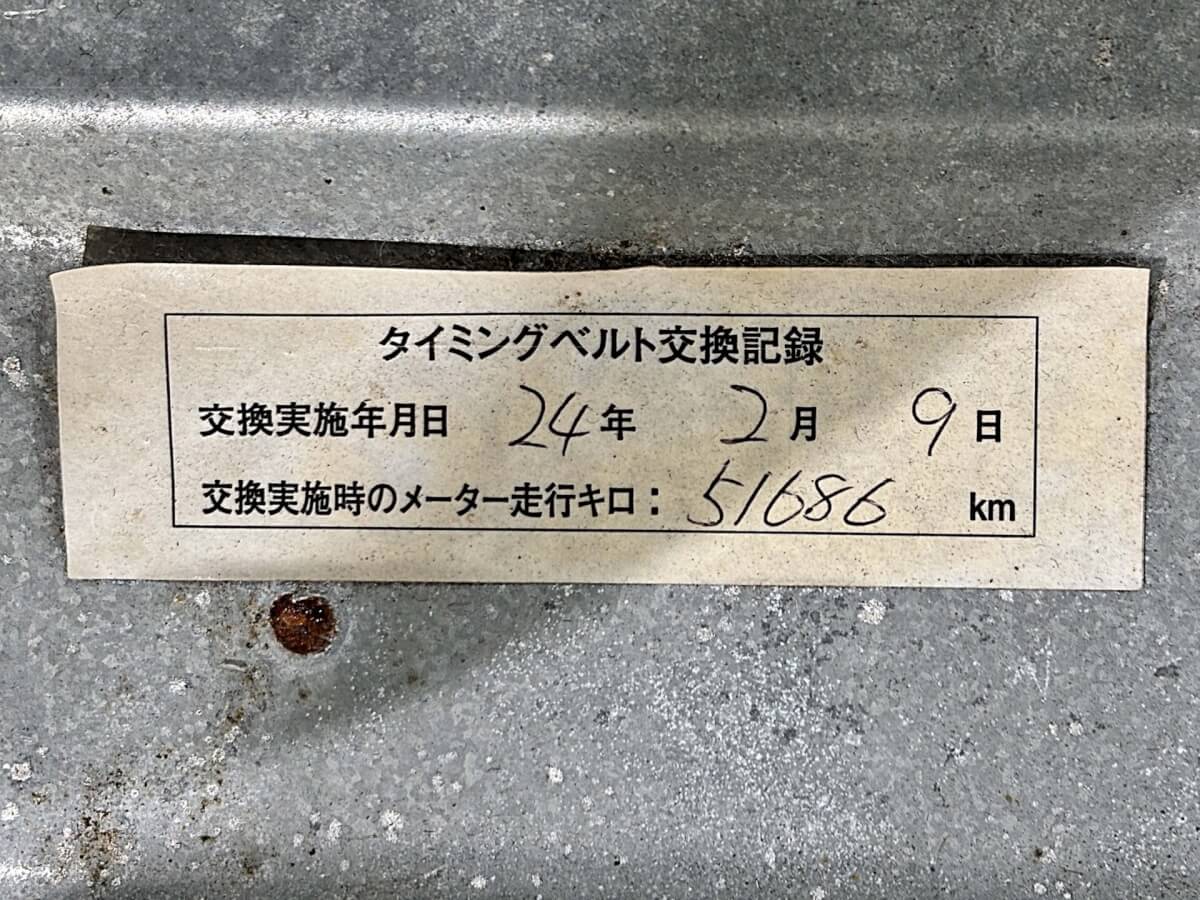 タイミングベルト交換記録
交換実施年月日 24年 2月 9日
交換実施時のメーター走行キロ： 51686 km